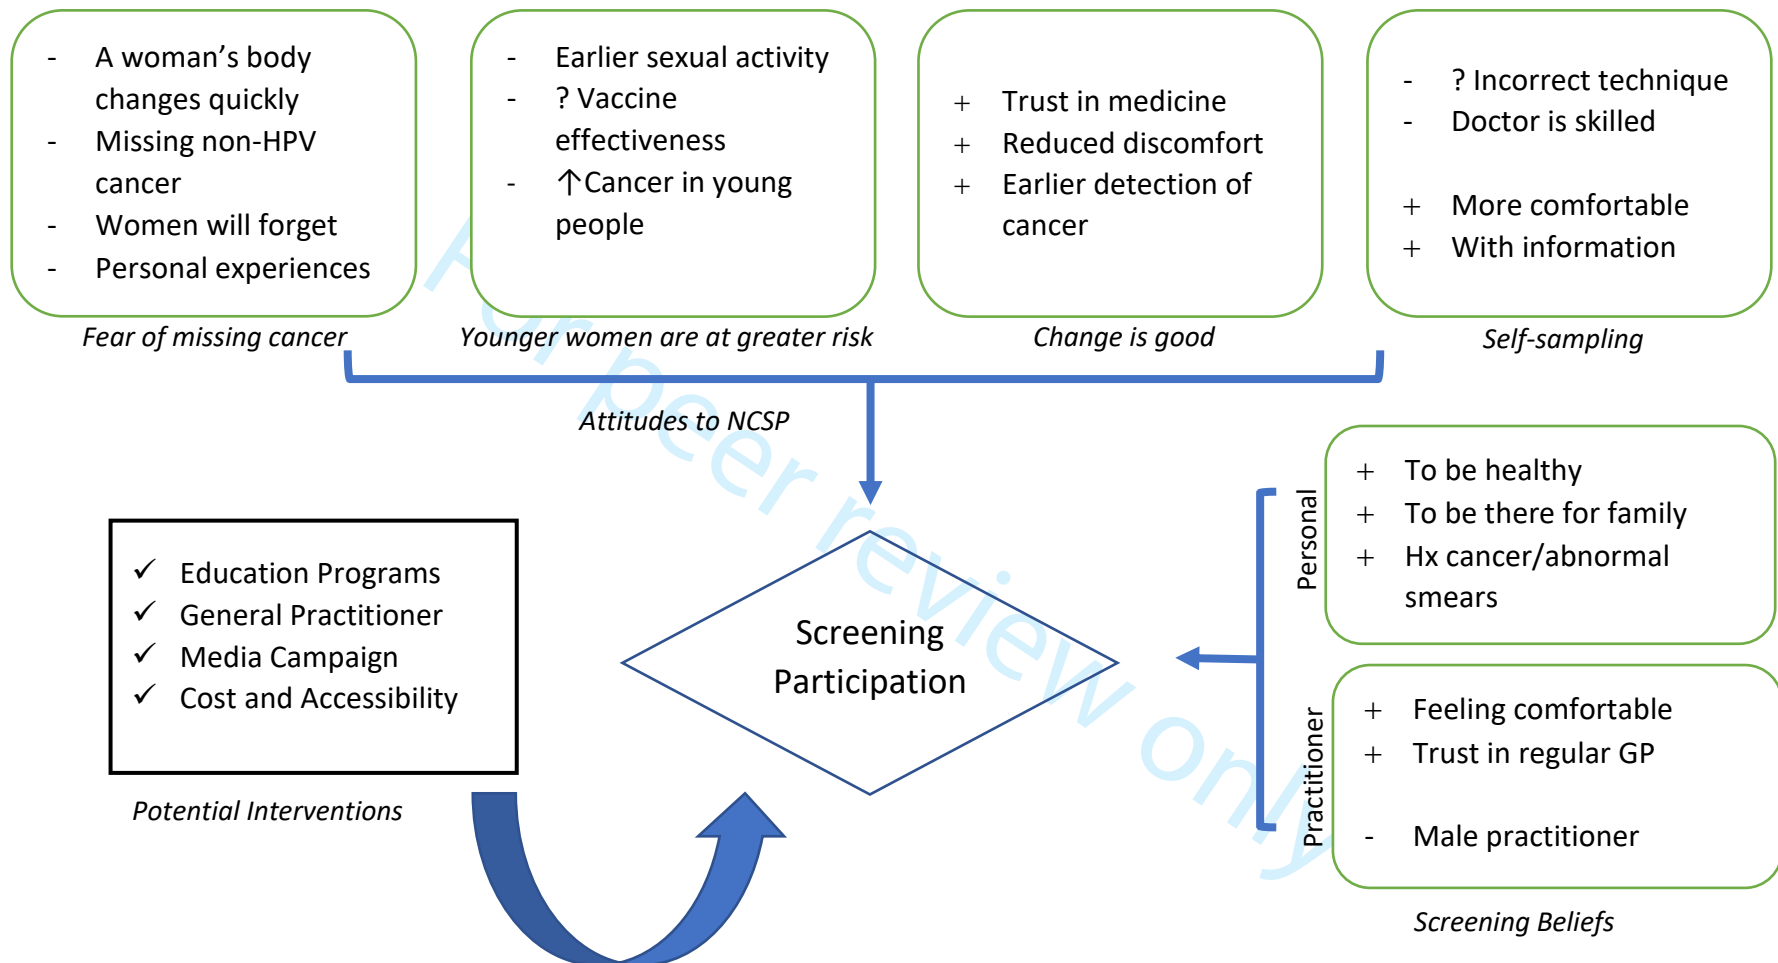 - A woman’s body
changes quickly
- Missing non-HPV
cancer
- Women will forget
- Personal experiences
Fear of missing cancer
- Earlier sexual activity
- ? Vaccine
effectiveness
- ↑Cancer in young
people
Younger women are at greater risk
+ Trust in medicine
+ Reduced discomfort
+ Earlier detection of
cancer
Change is good
- ? Incorrect technique
- Doctor is skilled
+ More comfortable
+ With information
Self-sampling
Attitudes to NCSP
✓ Education Programs
✓ General Practitioner
✓ Media Campaign
✓ Cost and Accessibility
Potential Interventions
Screening
Participation
Personal
+ To be healthy
+ To be there for family
+ Hx cancer/abnormal
smears
Practitioner
+ Feeling comfortable
+ Trust in regular GP
- Male practitioner
Screening Beliefs
For peer review only